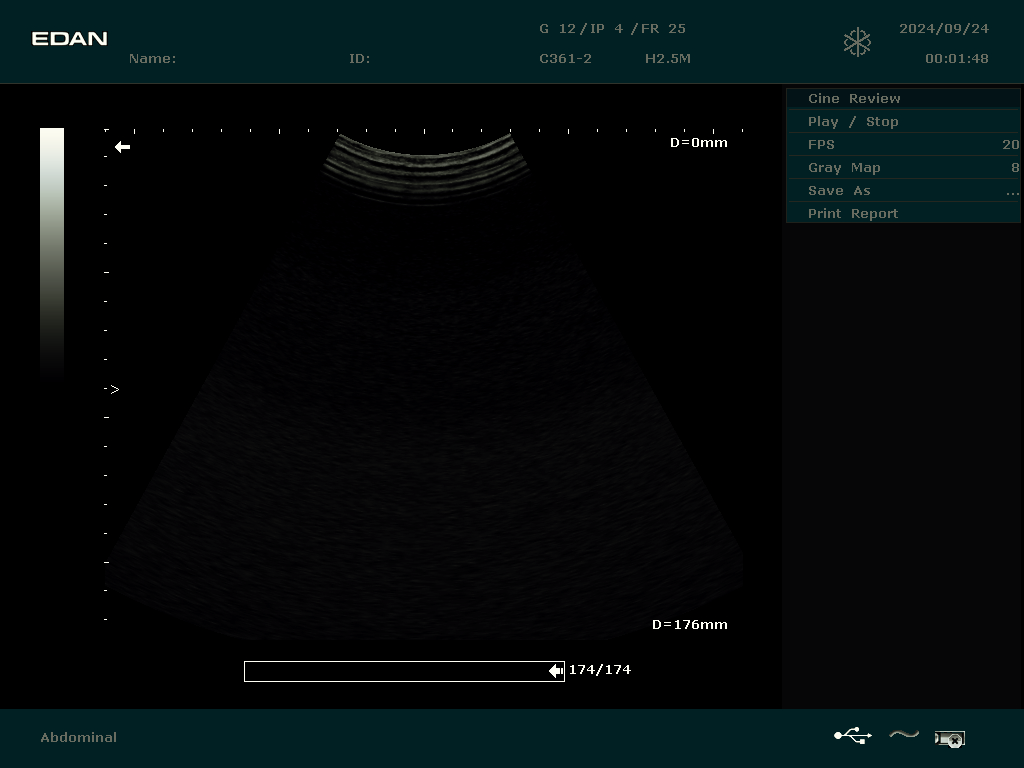 G 12 /IP 4 /FR 25
2024/09/24
EDAN
Name:
ID:
C361-2
H2.5M
00:01:48
Cine Review
Play / Stop
FPS 20
Gray Map 8
Save As ...
Print Report
D=0mm
>
D=176mm
174/174
Abdominal